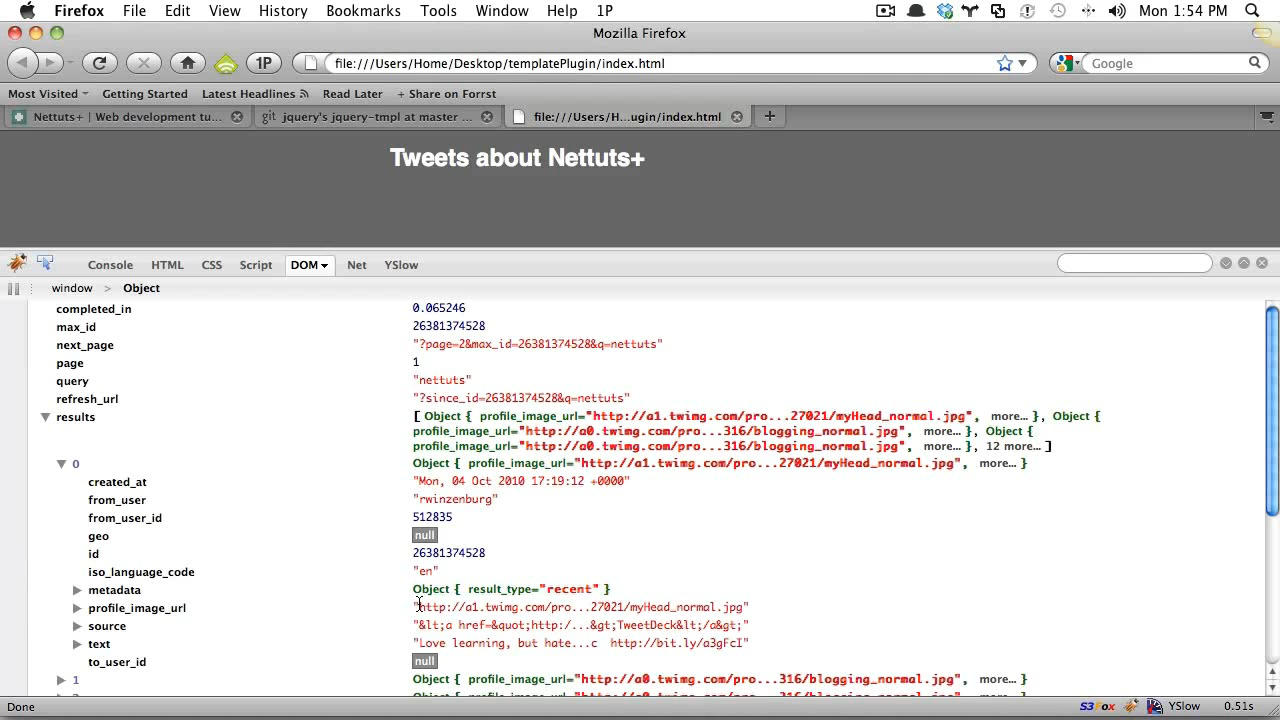 Firefox File Edit View History Bookmarks Tools Window Help 1P Mon 1:54 PM
Mozilla Firefox
1P file:///Users/Home/Desktop/templatePlugin/index.html Google
Most Visited Getting Started Latest Headlines Read Later + Share on Forrst
Nettuts+ | Web development tu... git jquery's jquery-tmpl at master ... file:///Users/H...ugin/index.html
Tweets about Nettuts+
Console HTML CSS Script DOM Net YSlow
window > Object
completed_in 0.065246
max_id 26381374528
next_page "?page=2&max_id=26381374528&q=nettuts"
page 1
query "nettuts"
refresh_url "?since_id=26381374528&q=nettuts"
results [ Object { profile_image_url="http://a1.twimg.com/pro...27021/myHead_normal.jpg", more... }, Object {
profile_image_url="http://a0.twimg.com/pro...316/blogging_normal.jpg", more... }, Object {
profile_image_url="http://a0.twimg.com/pro...316/blogging_normal.jpg", more... }, 12 more... ]
0 Object { profile_image_url="http://a1.twimg.com/pro...27021/myHead_normal.jpg", more... }
created_at "Mon, 04 Oct 2010 17:19:12 +0000"
from_user "rwinzenburg"
from_user_id 512835
geo null
id 26381374528
iso_language_code "en"
metadata Object { result_type="recent" }
profile_image_url "http://a1.twimg.com/pro...27021/myHead_normal.jpg"
source "&lt;a href=&quot;http:/...&gt;TweetDeck&lt;/a&gt;"
text "Love learning, but hate...c http://bit.ly/a3gFcI"
to_user_id null
1 Object { profile_image_url="http://a0.twimg.com/pro...316/blogging_normal.jpg", more... }
Done S3Fox YSlow 0.51s